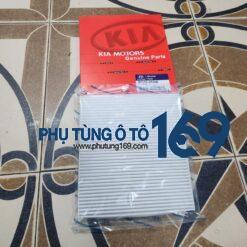 KIA
KIA MOTORS
Genuine Parts
PHỤ TÙNG Ô TÔ 169
www.phutung169.com